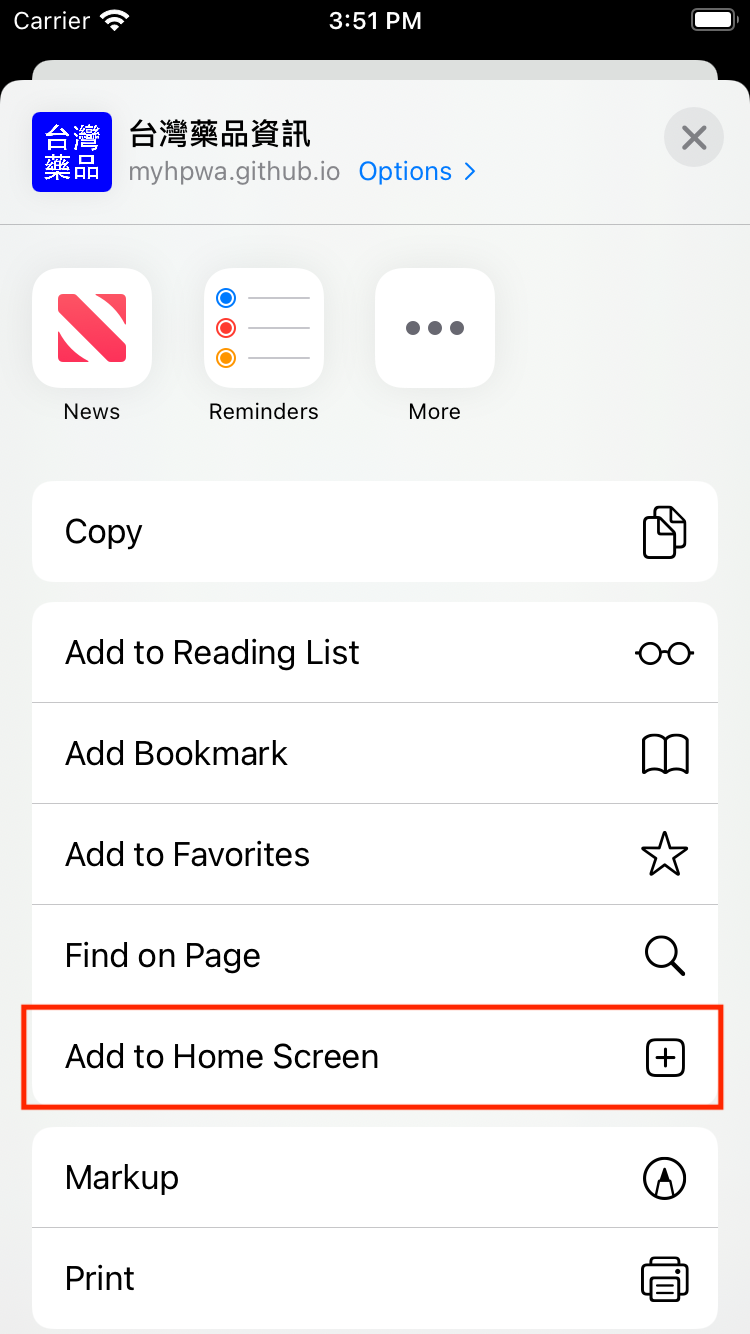 Carrier 3:51 PM
台灣
藥品
台灣藥品資訊
myhpwa.github.io Options
News Reminders More
Copy
Add to Reading List
Add Bookmark
Add to Favorites
Find on Page
Add to Home Screen
Markup
Print